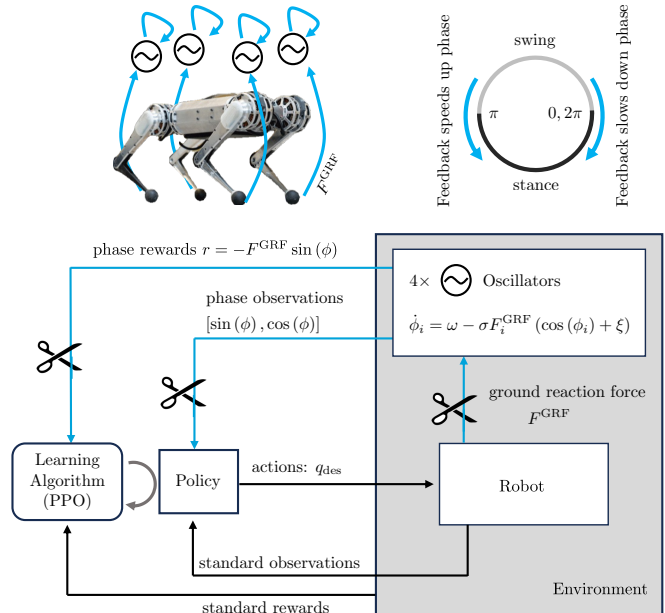 F^GRF
Feedback speeds up phase
swing
π
0, 2π
stance
Feedback slows down phase
phase rewards r = −F^GRF sin (ϕ)
phase observations
[sin (ϕ) , cos (ϕ)]
4× Oscillators
ϕ̇_i = ω − σF_i^GRF (cos (ϕ_i) + ξ)
ground reaction force
F^GRF
Learning
Algorithm
(PPO)
Policy
actions: q_des
Robot
standard observations
standard rewards
Environment